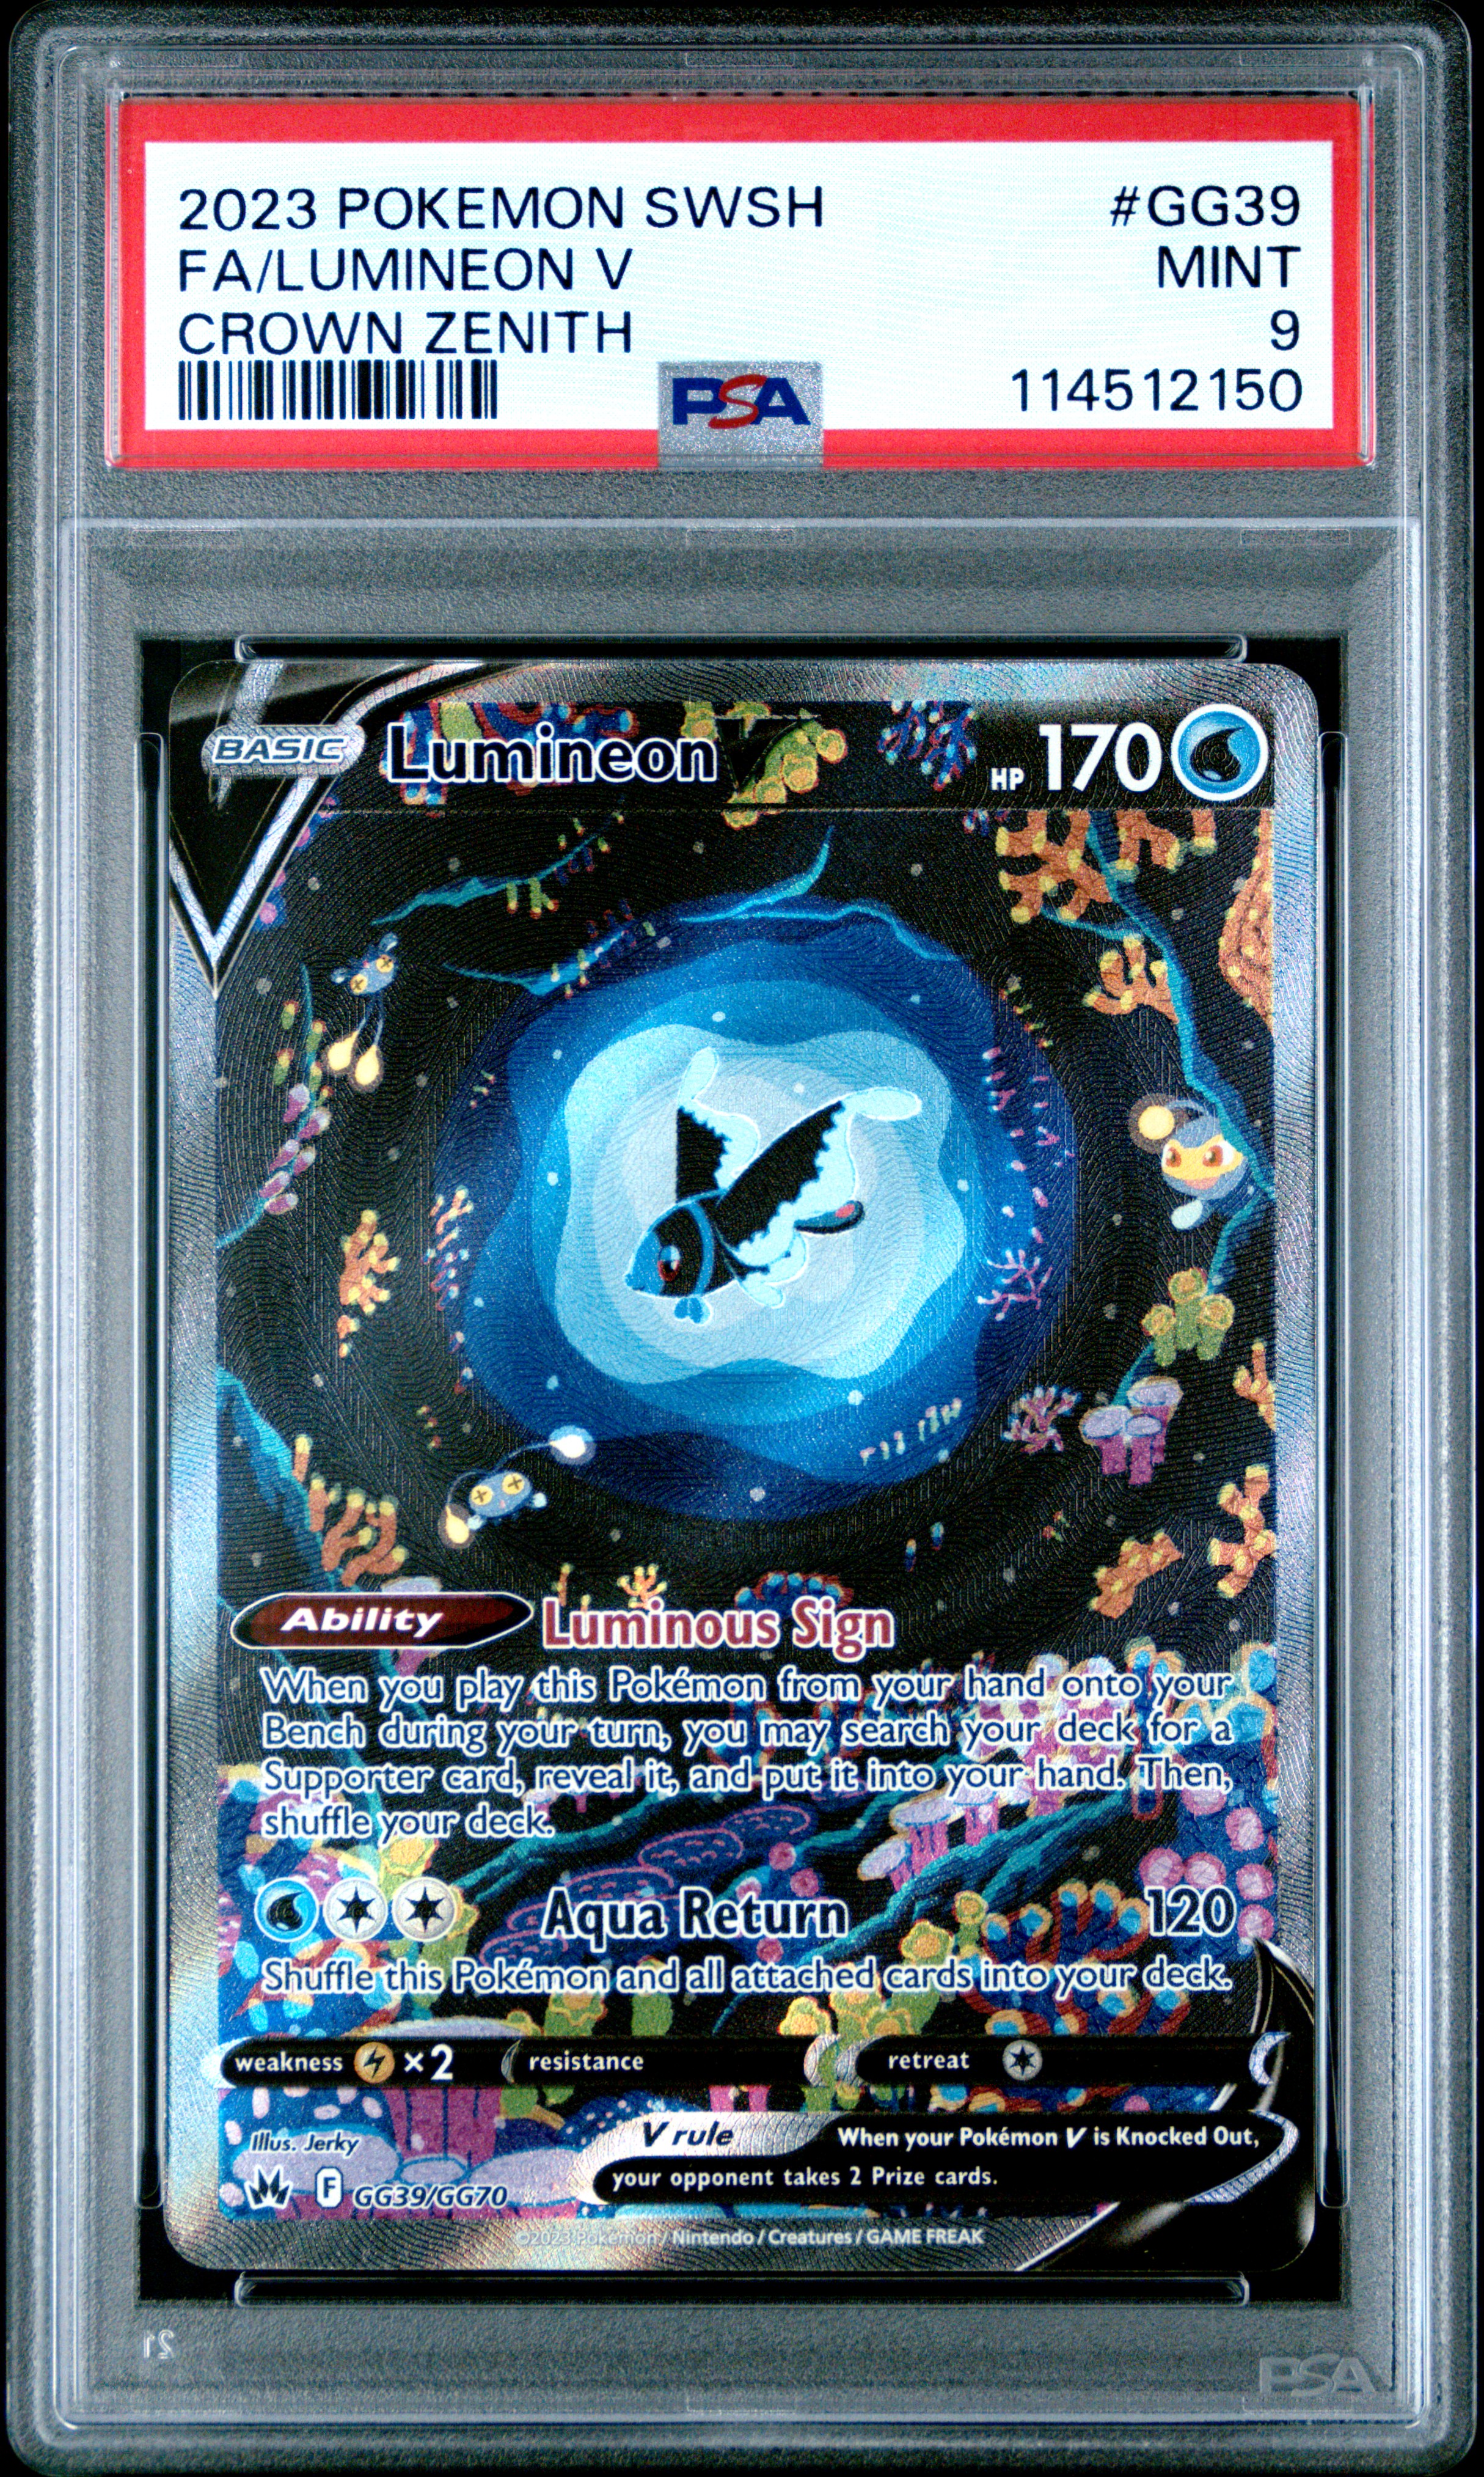 2023 POKEMON SWSH #GG39
FA/LUMINEON V MINT
CROWN ZENITH 9
PSA 114512150
BASIC Lumineon V HP 170
Ability Luminous Sign
When you play this Pokémon from your hand onto your
Bench during your turn, you may search your deck for a
Supporter card, reveal it, and put it into your hand. Then,
shuffle your deck.
Aqua Return 120
Shuffle this Pokémon and all attached cards into your deck.
weakness ×2 resistance retreat
Illus. Jerky
V rule When your Pokémon V is Knocked Out,
your opponent takes 2 Prize cards.
F GG39/GG70
©2023 Pokémon / Nintendo / Creatures / GAME FREAK
21
PSA